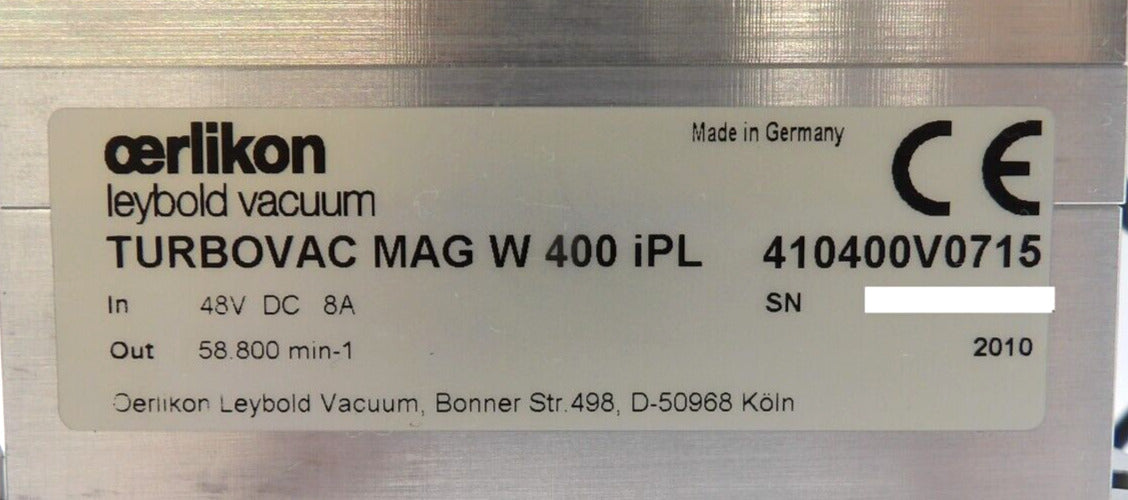 œrlikon
leybold vacuum
Made in Germany
CE
TURBOVAC MAG W 400 iPL 410400V0715
In 48V DC 8A
SN
Out 58.800 min-1
2010
Oerlikon Leybold Vacuum, Bonner Str.498, D-50968 Köln